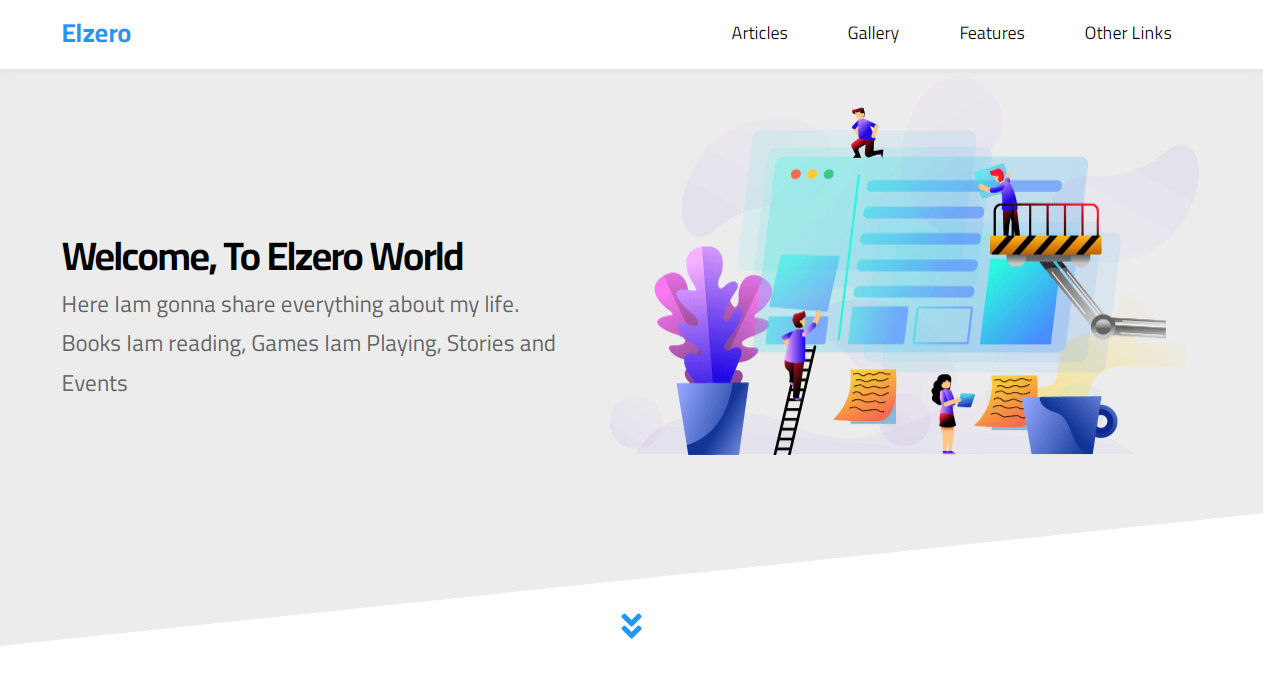 Elzero
Articles
Gallery
Features
Other Links
Welcome, To Elzero World
Here Iam gonna share everything about my life.
Books Iam reading, Games Iam Playing, Stories and
Events